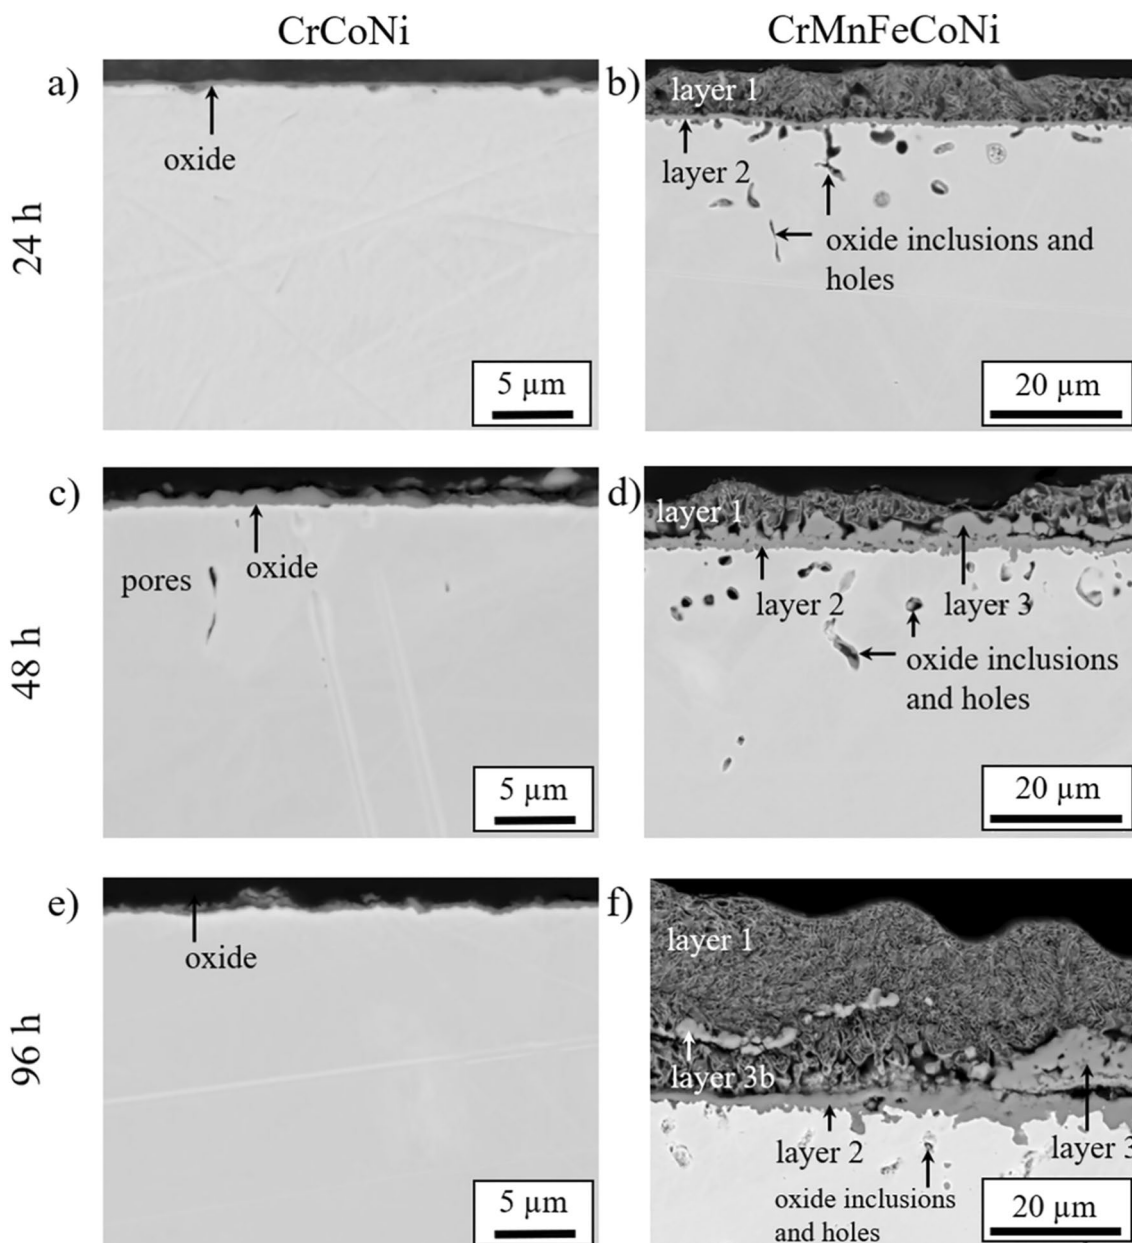 CrCoNi
CrMnFeCoNi
24 h
a)
oxide
5 µm
b)
layer 1
layer 2
oxide inclusions and
holes
20 µm
48 h
c)
pores
oxide
5 µm
d)
layer 1
layer 2
layer 3
oxide inclusions
and holes
20 µm
96 h
e)
oxide
5 µm
f)
layer 1
layer 3b
layer 2
layer 3
oxide inclusions
and holes
20 µm